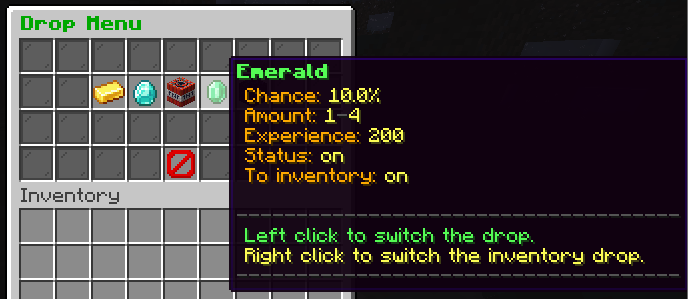 Drop Menu
Emerald
Chance: 10.0%
Amount: 1-4
Experience: 200
Status: on
To inventory: on
Inventory
Left click to switch the drop.
Right click to switch the inventory drop.